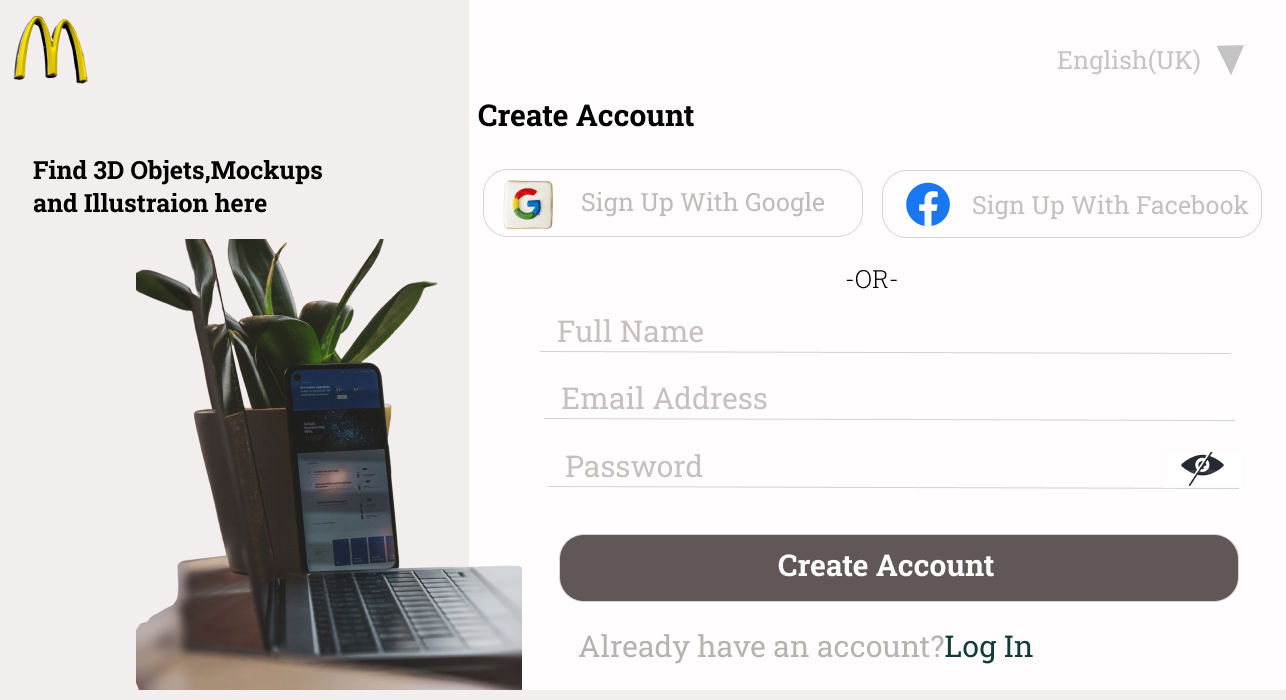 English(UK)
Create Account
Find 3D Objets,Mockups
and Illustraion here
Sign Up With Google
Sign Up With Facebook
-OR-
Full Name
Email Address
Password
Create Account
Already have an account?Log In